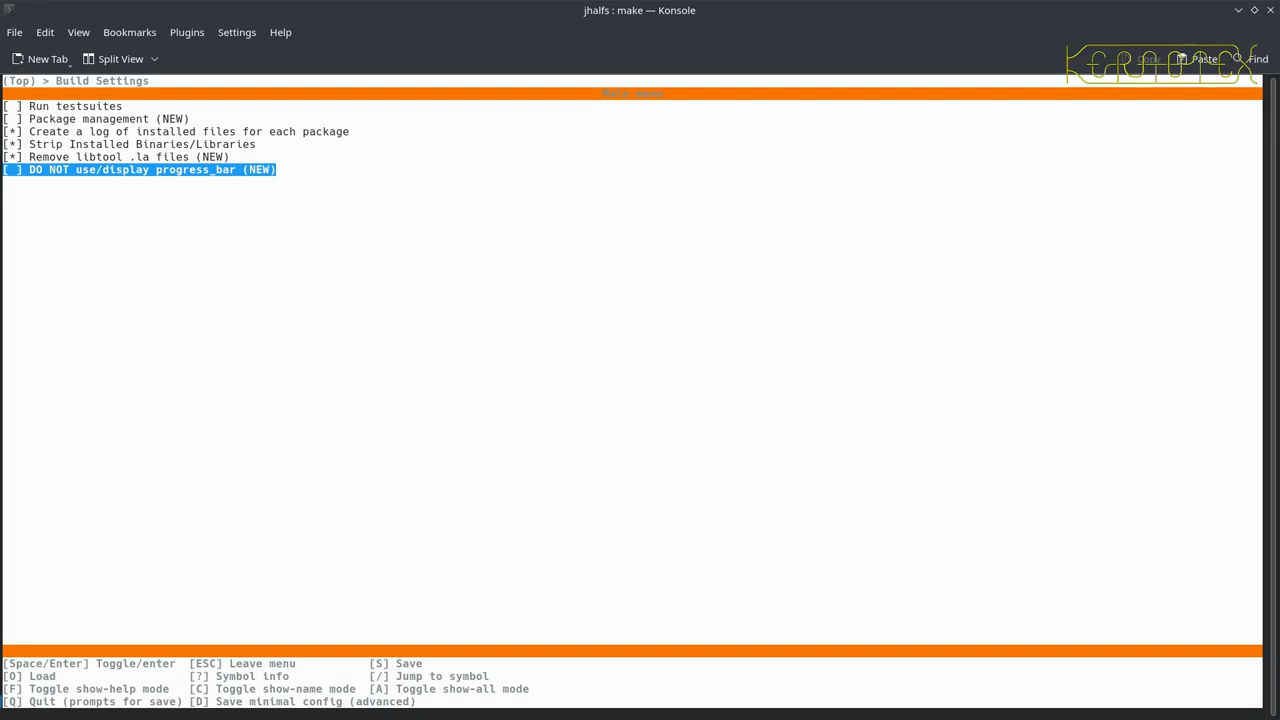 jhalfs : make — Konsole
File Edit View Bookmarks Plugins Settings Help
New Tab Split View Copy Paste Find
KernoteX
(Top) > Build Settings
Main menu
[ ] Run testsuites
[ ] Package management (NEW)
[*] Create a log of installed files for each package
[*] Strip Installed Binaries/Libraries
[*] Remove libtool .la files (NEW)
[ ] DO NOT use/display progress_bar (NEW)
[Space/Enter] Toggle/enter [ESC] Leave menu [S] Save
[O] Load [?] Symbol info [/] Jump to symbol
[F] Toggle show-help mode [C] Toggle show-name mode [A] Toggle show-all mode
[Q] Quit (prompts for save) [D] Save minimal config (advanced)